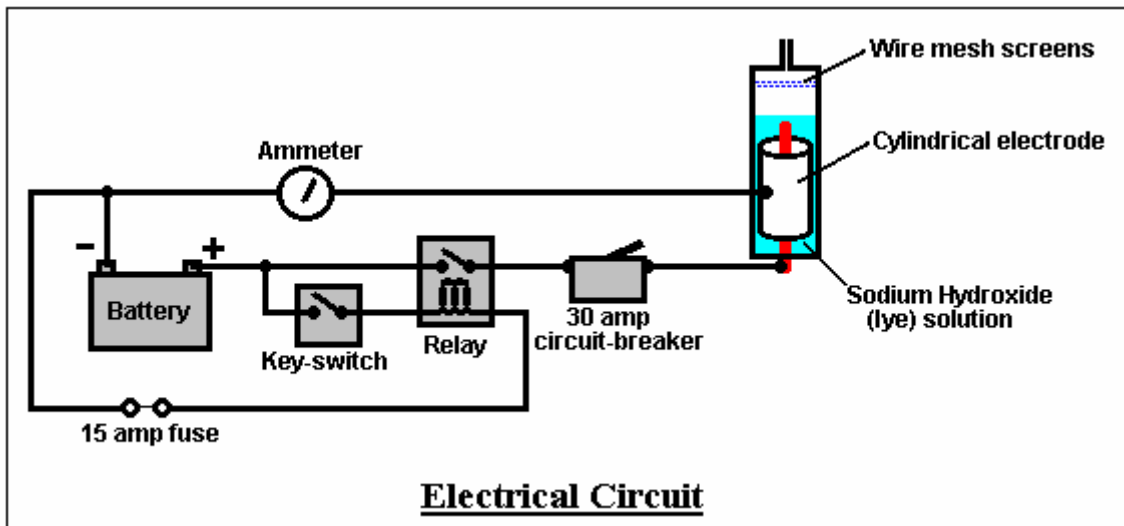 Wire mesh screens
Ammeter
Cylindrical electrode
− +
Battery
Key-switch
Relay
30 amp
circuit-breaker
Sodium Hydroxide
(lye) solution
15 amp fuse
Electrical Circuit